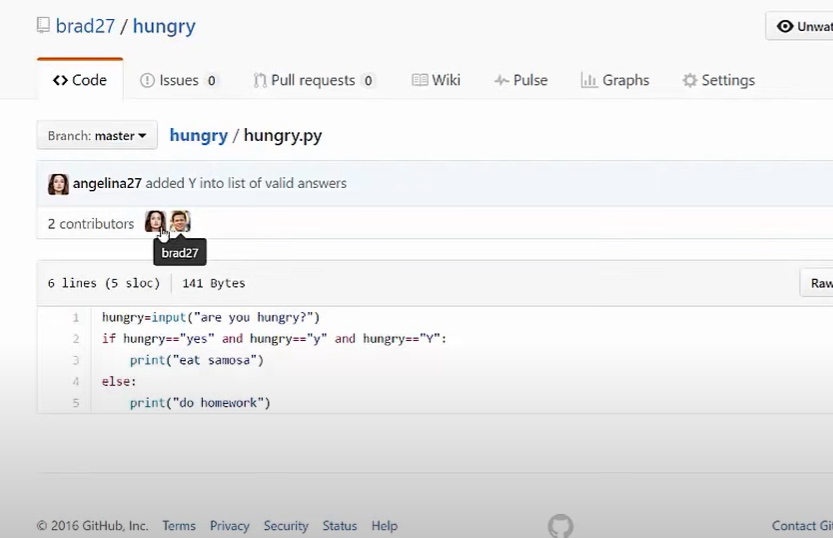 brad27 / hungry
Unwat
<> Code Issues 0 Pull requests 0 Wiki Pulse Graphs Settings
Branch: master hungry / hungry.py
angelina27 added Y into list of valid answers
2 contributors
brad27
6 lines (5 sloc) 141 Bytes
Raw
1 hungry=input("are you hungry?")
2 if hungry=="yes" and hungry=="y" and hungry=="Y":
3 print("eat samosa")
4 else:
5 print("do homework")
© 2016 GitHub, Inc. Terms Privacy Security Status Help
Contact Git